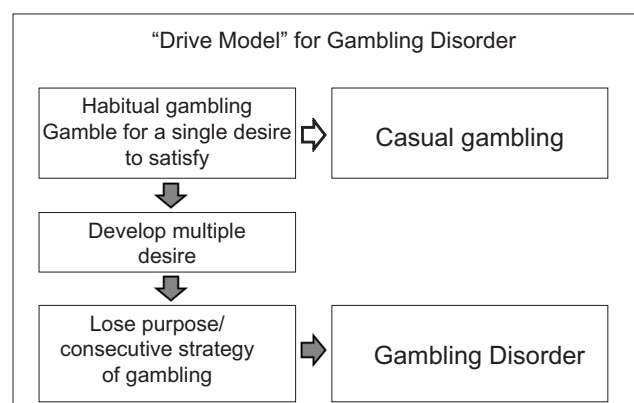 “Drive Model” for Gambling Disorder
Habitual gambling
Gamble for a single desire
to satisfy
Casual gambling
Develop multiple
desire
Lose purpose/
consecutive strategy
of gambling
Gambling Disorder